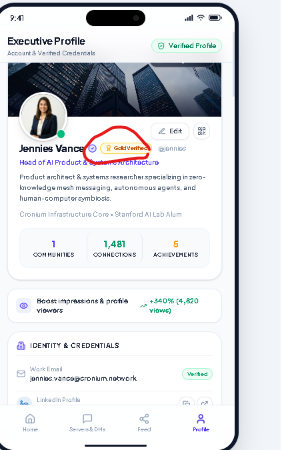 9:41
Executive Profile
Account & Verified Credentials
Verified Profile
Edit
Jennies Vance
Gold Verified
@jennies
Head of AI Product & Systems Architecture
Product architect & systems researcher specializing in zero-
knowledge mesh messaging, autonomous agents, and
human-computer symbiosis.
Cronium Infrastructure Core • Stanford AI Lab Alum
1
1,481
5
COMMUNITIES
CONNECTIONS
ACHIEVEMENTS
Boost impressions & profile
viewers
+340% (4,820
views)
IDENTITY & CREDENTIALS
Work Email
jennies.vance@cronium.network
Verified
LinkedIn Profile
Home
Servers & DMs
Feed
Profile